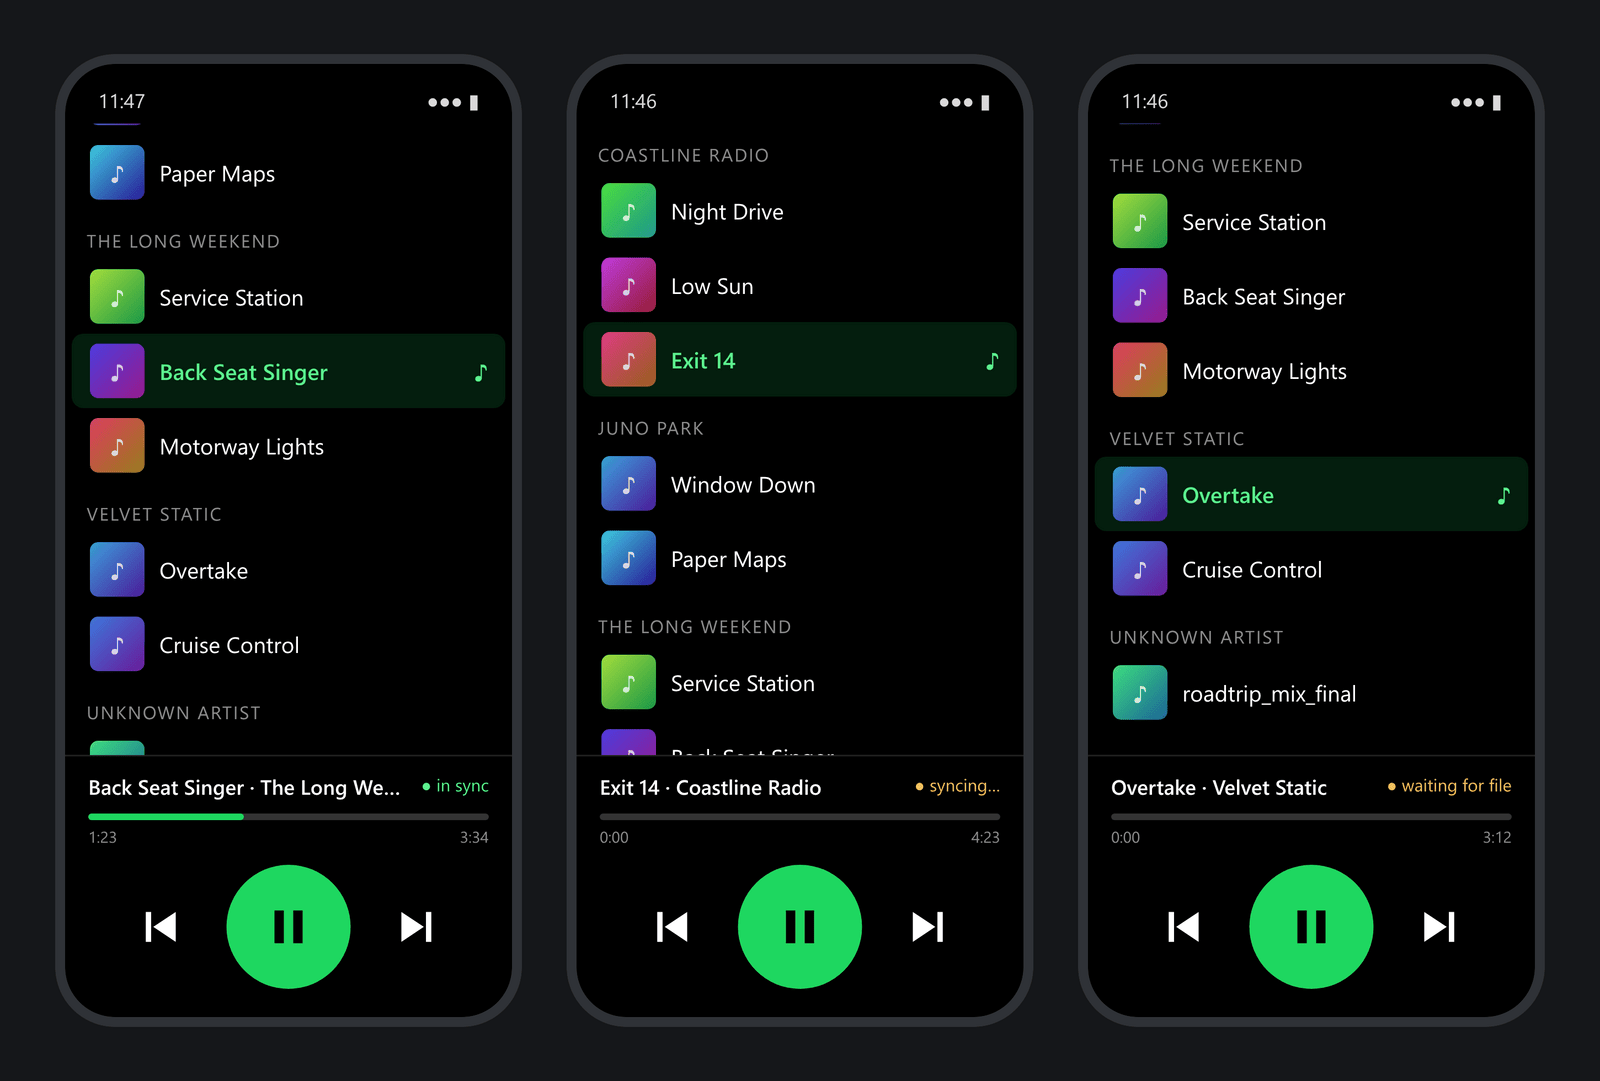 11:47
Paper Maps
THE LONG WEEKEND
Service Station
Back Seat Singer
Motorway Lights
VELVET STATIC
Overtake
Cruise Control
UNKNOWN ARTIST
Back Seat Singer · The Long We...
in sync
1:23
3:34
11:46
COASTLINE RADIO
Night Drive
Low Sun
Exit 14
JUNO PARK
Window Down
Paper Maps
THE LONG WEEKEND
Service Station
Back Seat Singer
Exit 14 · Coastline Radio
syncing...
0:00
4:23
11:46
THE LONG WEEKEND
Service Station
Back Seat Singer
Motorway Lights
VELVET STATIC
Overtake
Cruise Control
UNKNOWN ARTIST
roadtrip_mix_final
Overtake · Velvet Static
waiting for file
0:00
3:12